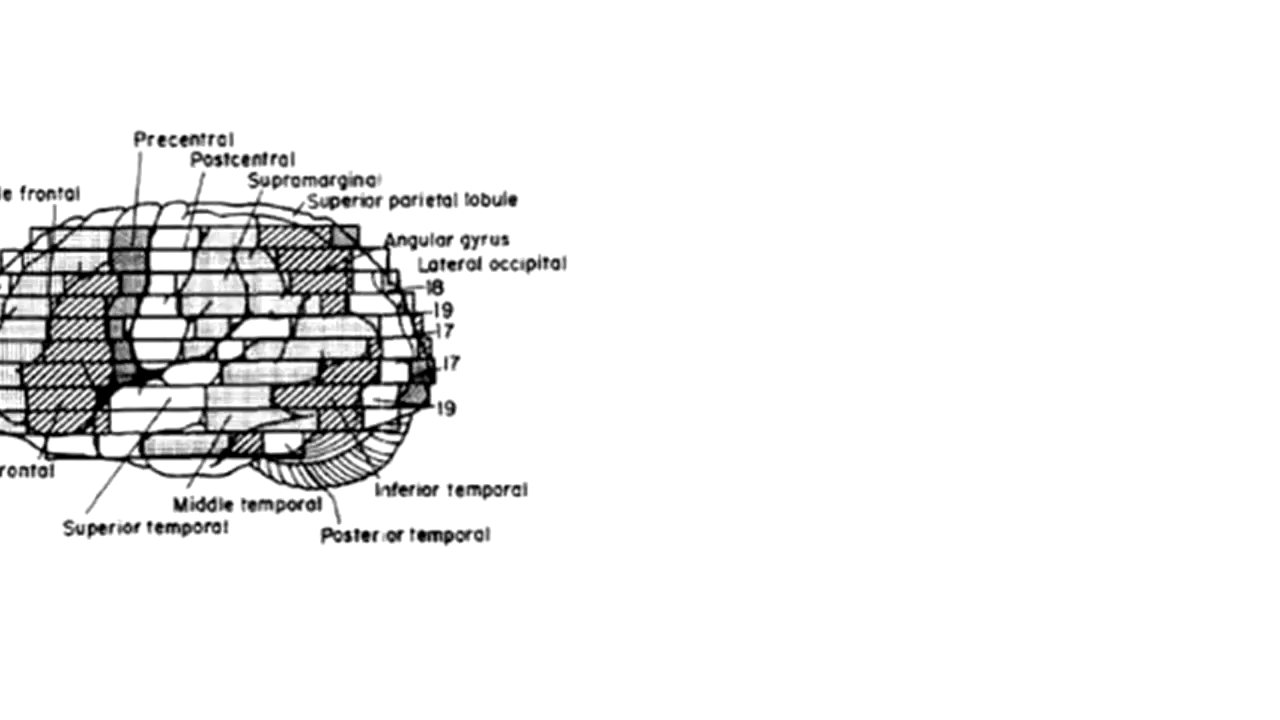 Precentral
Postcentral
Supramarginal
le frontal
Superior parietal lobule
Angular gyrus
Lateral occipital
18
19
17
17
19
rontal
Inferior temporal
Middle temporal
Superior temporal
Posterior temporal